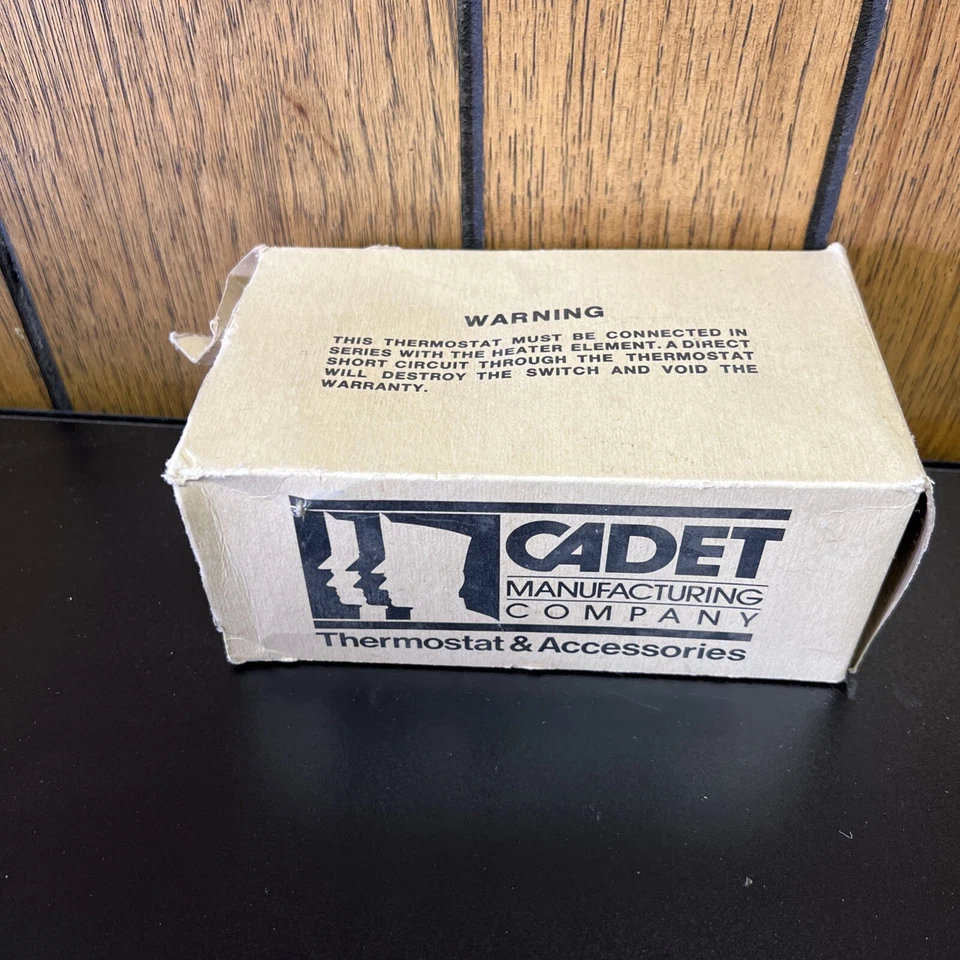 WARNING
THIS THERMOSTAT MUST BE CONNECTED IN
SERIES WITH THE HEATER ELEMENT. A DIRECT
SHORT CIRCUIT THROUGH THE THERMOSTAT
WILL DESTROY THE SWITCH AND VOID THE
WARRANTY.
CADET
MANUFACTURING
COMPANY
Thermostat & Accessories